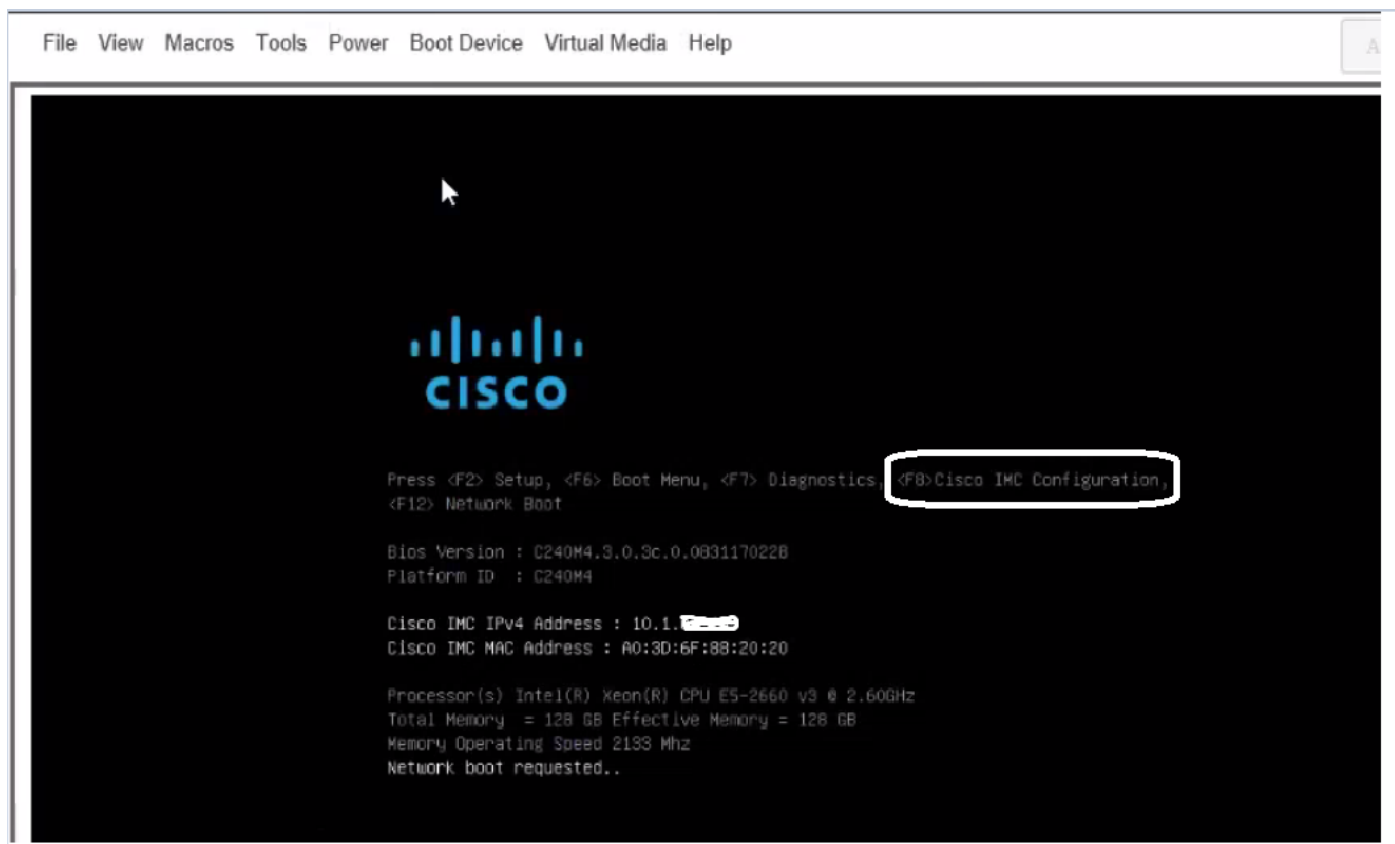 File View Macros Tools Power Boot Device Virtual Media Help A
CISCO
Press <F2> Setup, <F6> Boot Menu, <F7> Diagnostics, <F8>Cisco IMC Configuration,
<F12> Network Boot
Bios Version : C240M4.3.0.3c.0.0831170228
Platform ID : C240M4
Cisco IMC IPv4 Address : 10.1.
Cisco IMC MAC Address : A0:3D:6F:8B:20:20
Processor(s) Intel(R) Xeon(R) CPU E5-2660 v3 @ 2.60GHz
Total Memory = 128 GB Effective Memory = 128 GB
Memory Operating Speed 2133 Mhz
Network boot requested..